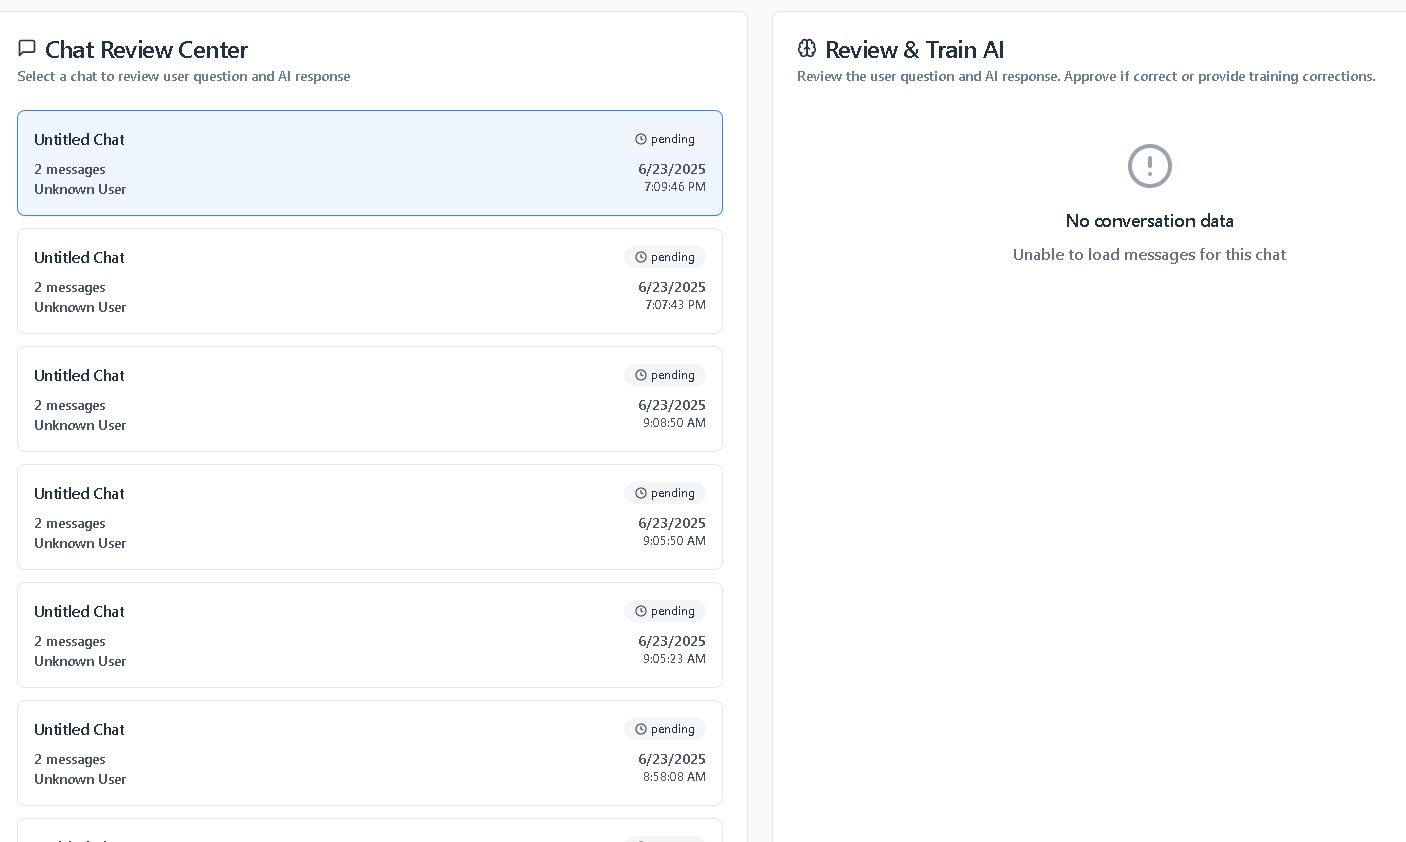 Chat Review Center
Select a chat to review user question and AI response
Untitled Chat
pending
2 messages
6/23/2025
Unknown User
7:09:46 PM
Untitled Chat
pending
2 messages
6/23/2025
Unknown User
7:07:43 PM
Untitled Chat
pending
2 messages
6/23/2025
Unknown User
9:08:50 AM
Untitled Chat
pending
2 messages
6/23/2025
Unknown User
9:05:50 AM
Untitled Chat
pending
2 messages
6/23/2025
Unknown User
9:05:23 AM
Untitled Chat
pending
2 messages
6/23/2025
Unknown User
8:58:08 AM
Review & Train AI
Review the user question and AI response. Approve if correct or provide training corrections.
No conversation data
Unable to load messages for this chat